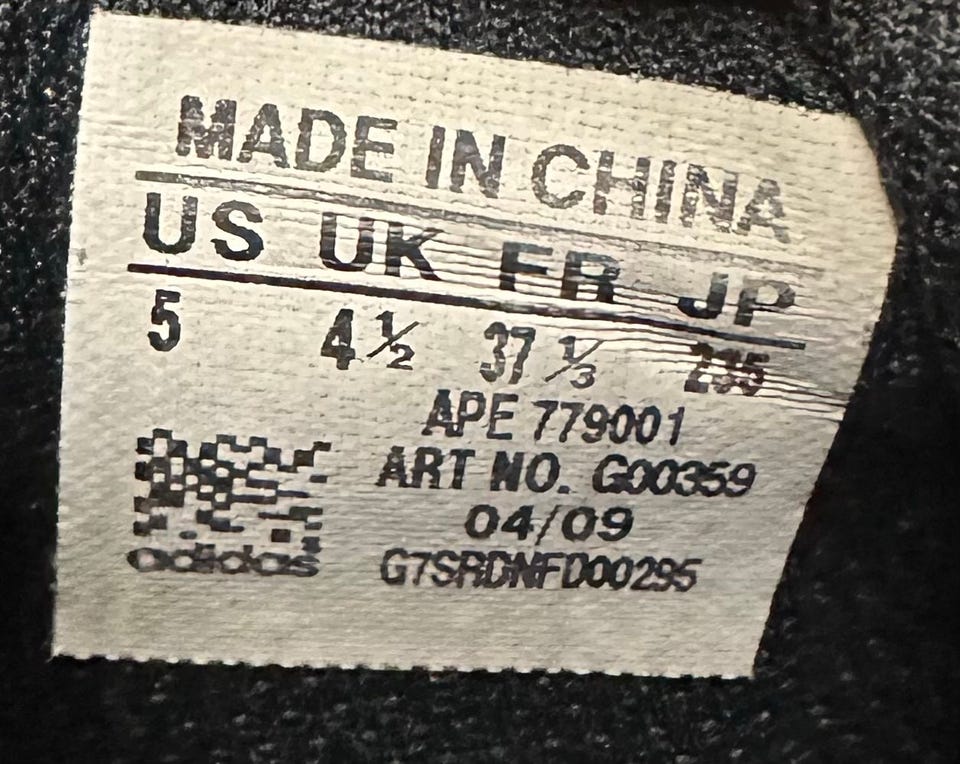 MADE IN CHINA
US UK FR JP
5 4½ 37⅓ 235
APE 779001
ART NO. G00359
04/09
adidas G7SRDNFD00295